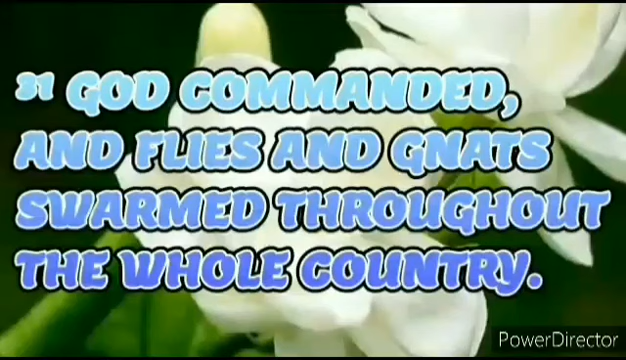 ³¹ GOD COMMANDED,
AND FLIES AND GNATS
SWARMED THROUGHOUT
THE WHOLE COUNTRY.
PowerDirector